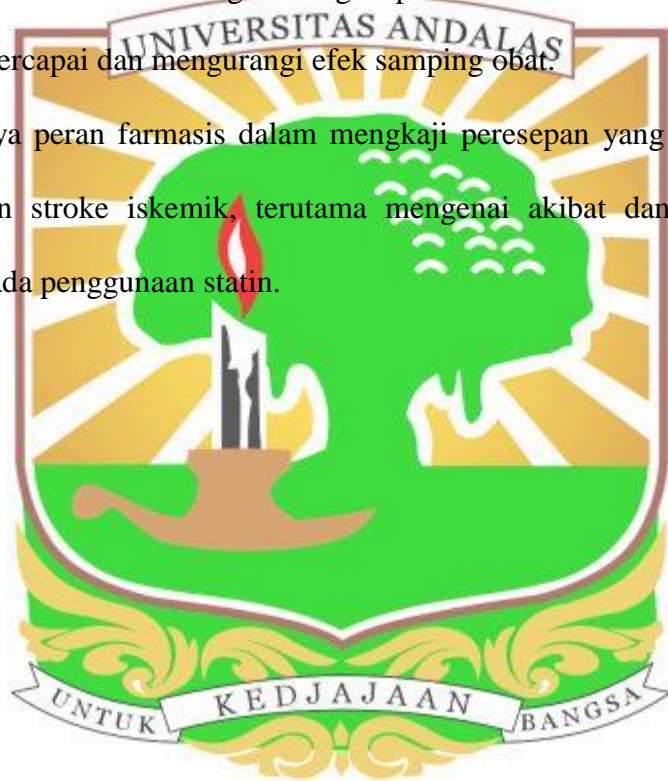 UNIVERSITAS ANDALAS
ercapai dan mengurangi efek samping obat.
ya peran farmasis dalam mengkaji peresepan yang
n stroke iskemik, terutama mengenai akibat dan
ada penggunaan statin.
UNTUK KEDJAJAAN BANGSA